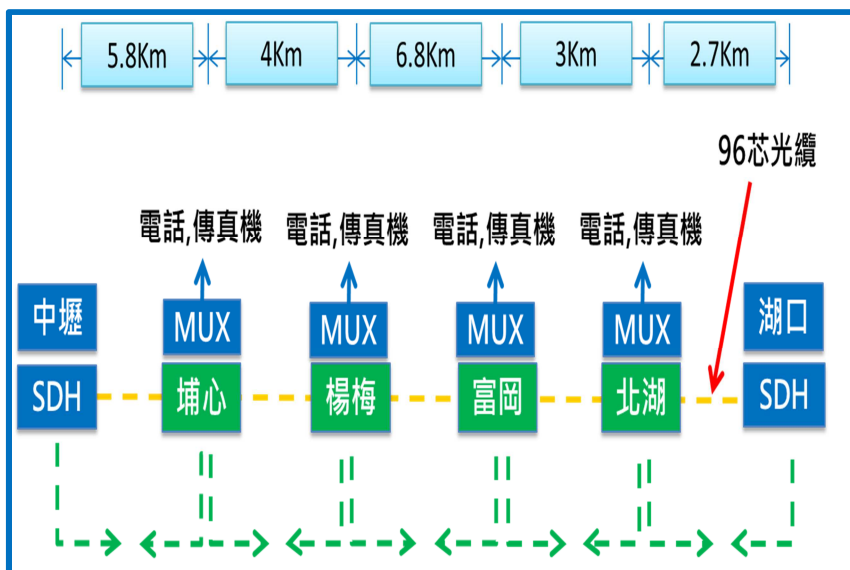 5.8Km 4Km 6.8Km 3Km 2.7Km
96芯光纜
電話,傳真機 電話,傳真機 電話,傳真機 電話,傳真機
中壢 MUX MUX MUX MUX 湖口
SDH 埔心 楊梅 富岡 北湖 SDH